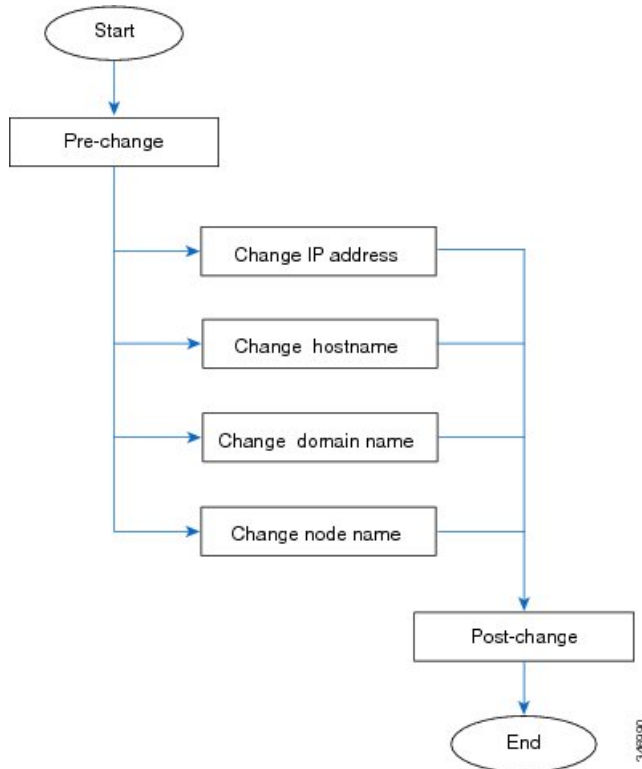 Start
Pre-change
Change IP address
Change hostname
Change domain name
Change node name
Post-change
End